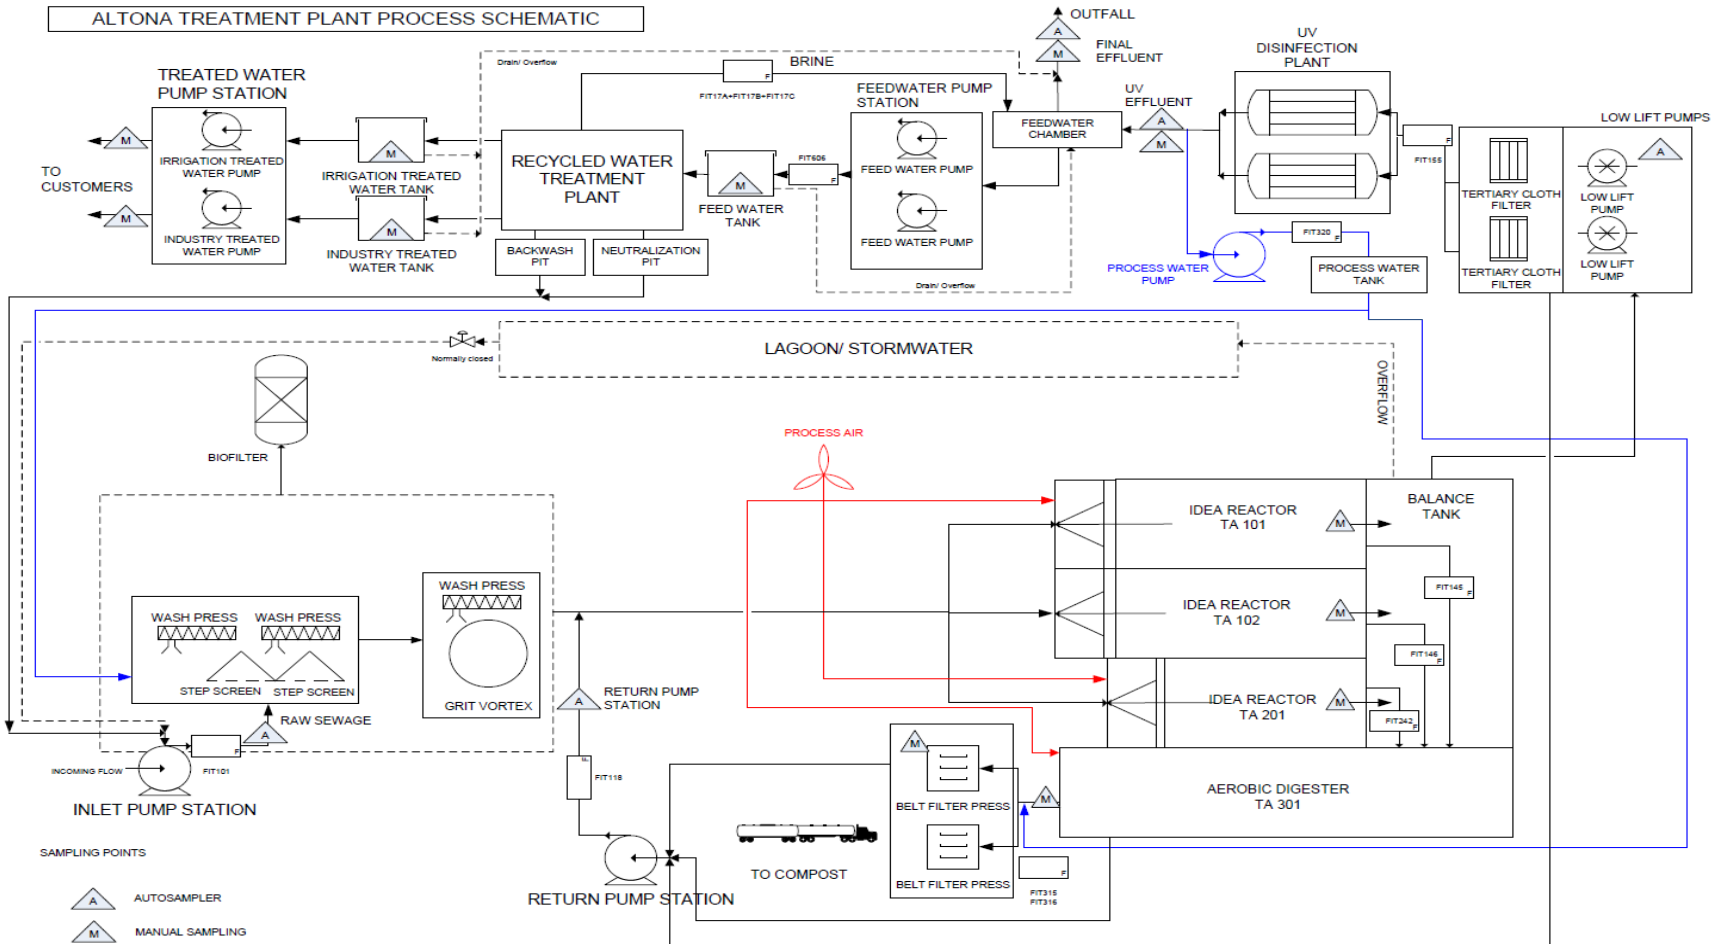 ALTONA TREATMENT PLANT PROCESS SCHEMATIC
OUTFALL
A
M
FINAL
EFFLUENT
UV
DISINFECTION
PLANT
Drain/ Overflow
BRINE
F
FIT17A+FIT17B+FIT17C
TREATED WATER
PUMP STATION
FEEDWATER PUMP
STATION
UV
EFFLUENT
A
M
FEEDWATER
CHAMBER
LOW LIFT PUMPS
A
F
FIT155
TO
CUSTOMERS
M
M
IRRIGATION TREATED
WATER PUMP
INDUSTRY TREATED
WATER PUMP
M
IRRIGATION TREATED
WATER TANK
M
INDUSTRY TREATED
WATER TANK
RECYCLED WATER
TREATMENT
PLANT
BACKWASH
PIT
NEUTRALIZATION
PIT
M
FEED WATER
TANK
FIT606
F
FEED WATER PUMP
FEED WATER PUMP
Drain/ Overflow
PROCESS WATER
PUMP
FIT320
F
PROCESS WATER
TANK
TERTIARY CLOTH
FILTER
TERTIARY CLOTH
FILTER
LOW LIFT
PUMP
LOW LIFT
PUMP
Normally closed
LAGOON/ STORMWATER
OVERFLOW
BIOFILTER
PROCESS AIR
WASH PRESS
WASH PRESS
STEP SCREEN
STEP SCREEN
WASH PRESS
GRIT VORTEX
RAW SEWAGE
A
F
FIT101
INCOMING FLOW
INLET PUMP STATION
A
RETURN PUMP
STATION
F
FIT118
RETURN PUMP STATION
IDEA REACTOR
TA 101
M
BALANCE
TANK
IDEA REACTOR
TA 102
M
IDEA REACTOR
TA 201
M
FIT145
F
FIT146
F
FIT242
F
AEROBIC DIGESTER
TA 301
M
M
BELT FILTER PRESS
BELT FILTER PRESS
F
FIT315
FIT316
TO COMPOST
SAMPLING POINTS
A
AUTOSAMPLER
M
MANUAL SAMPLING